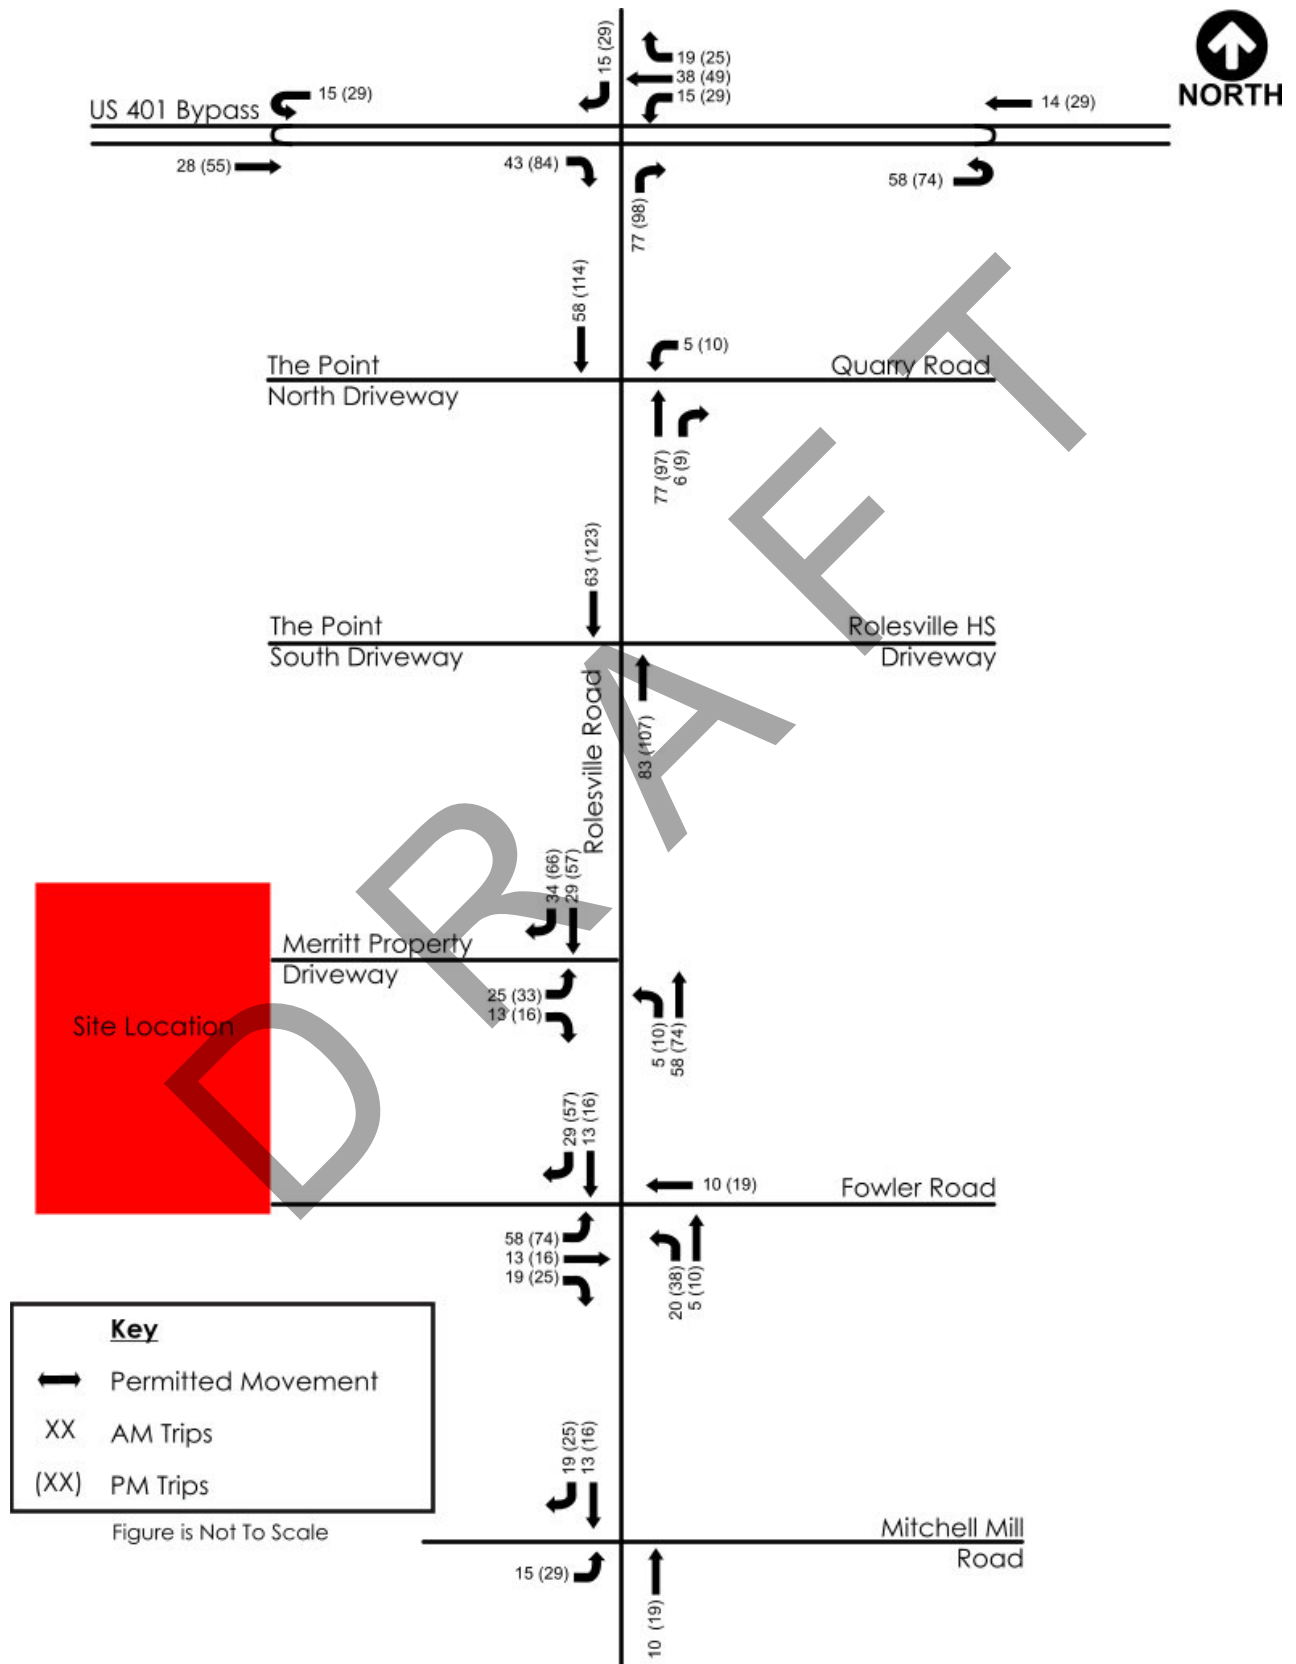 NORTH
15 (29)
19 (25)
38 (49)
15 (29)
US 401 Bypass
15 (29)
14 (29)
28 (55)
43 (84)
77 (98)
58 (74)
58 (114)
5 (10)
The Point
North Driveway
Quarry Road
77 (97)
6 (9)
63 (123)
The Point
South Driveway
Rolesville HS
Driveway
Rolesville Road
83 (107)
34 (66)
29 (57)
Merritt Property
Driveway
25 (33)
13 (16)
5 (10)
58 (74)
Site Location
29 (57)
13 (16)
10 (19)
Fowler Road
58 (74)
13 (16)
19 (25)
20 (38)
5 (10)
Key
Permitted Movement
XX AM Trips
(XX) PM Trips
Figure is Not To Scale
19 (25)
13 (16)
Mitchell Mill
Road
15 (29)
10 (19)
DRAFT